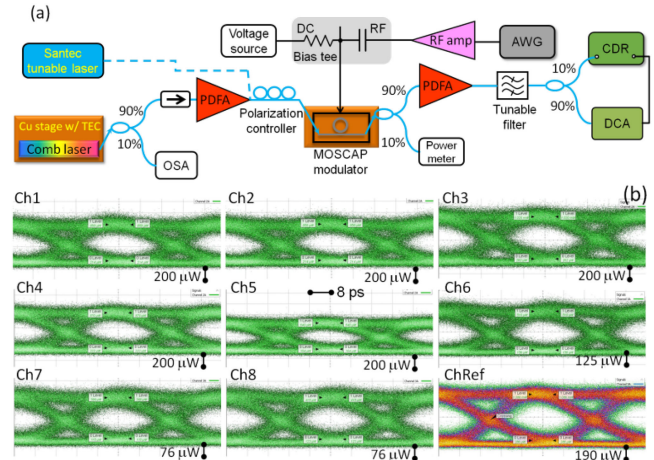 (a)
Voltage source
DC
RF
Bias tee
RF amp
AWG
Santec tunable laser
PDFA
Polarization controller
Cu stage w/ TEC
Comb laser
90%
10%
OSA
MOSCAP modulator
90%
10%
Power meter
PDFA
Tunable filter
10%
90%
CDR
DCA
(b)
Ch1
200 µW
Ch2
200 µW
Ch3
200 µW
Ch4
200 µW
Ch5
8 ps
200 µW
Ch6
125 µW
Ch7
76 µW
Ch8
76 µW
ChRef
190 µW